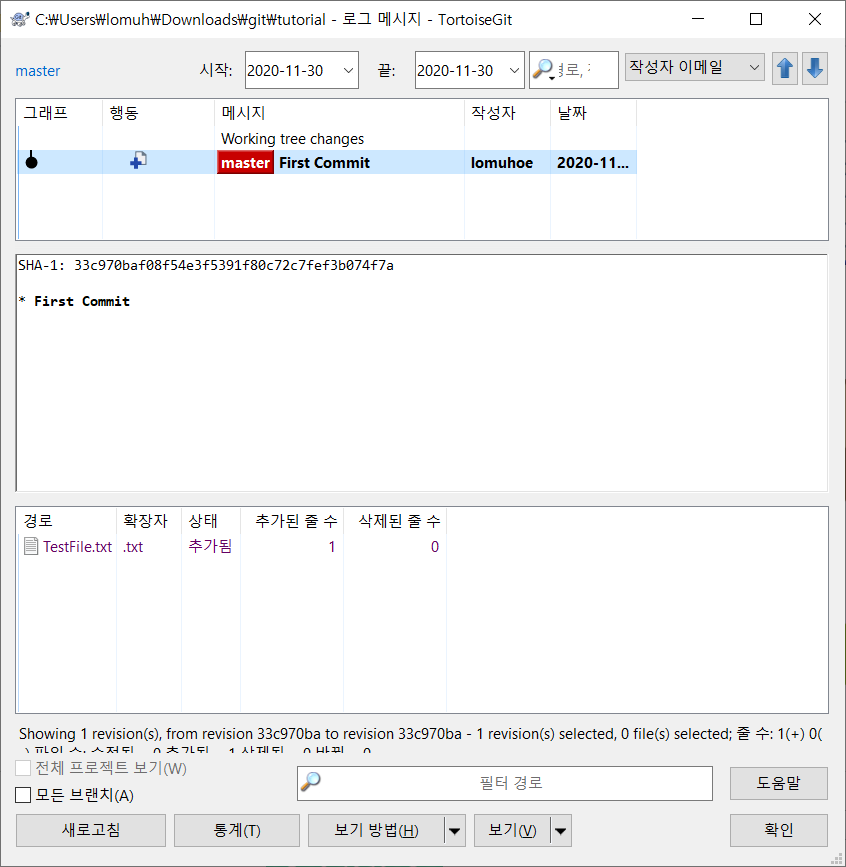 C:₩Users₩lomuh₩Downloads₩git₩tutorial - 로그 메시지 - TortoiseGit
master 시작: 2020-11-30 끝: 2020-11-30 작성자 이메일
그래프 행동 메시지 작성자 날짜
Working tree changes
master First Commit lomuhoe 2020-11...
SHA-1: 33c970baf08f54e3f5391f80c72c7fef3b074f7a
* First Commit
경로 확장자 상태 추가된 줄 수 삭제된 줄 수
TestFile.txt .txt 추가됨 1 0
Showing 1 revision(s), from revision 33c970ba to revision 33c970ba - 1 revision(s) selected, 0 file(s) selected; 줄 수: 1(+) 0(
전체 프로젝트 보기(W)
모든 브랜치(A)
필터 경로
도움말
새로고침 통계(T) 보기 방법(H) 보기(V) 확인